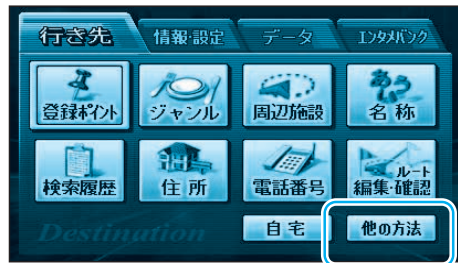 行き先 情報・設定 データ エンタメバンク
登録ポイント ジャンル 周辺施設 名称
検索履歴 住所 電話番号 ルート編集・確認
Destination 自宅 他の方法